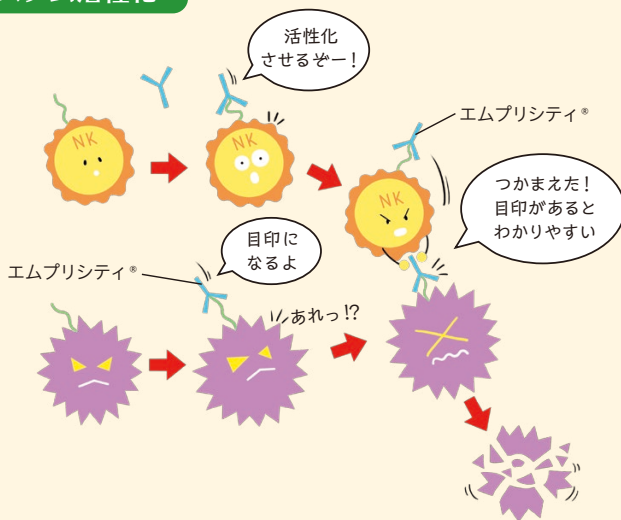 活性化
させるぞー！
NK
NK
エムプリシティ®
NK
つかまえた！
目印があると
わかりやすい
目印に
なるよ
エムプリシティ®
あれっ!?